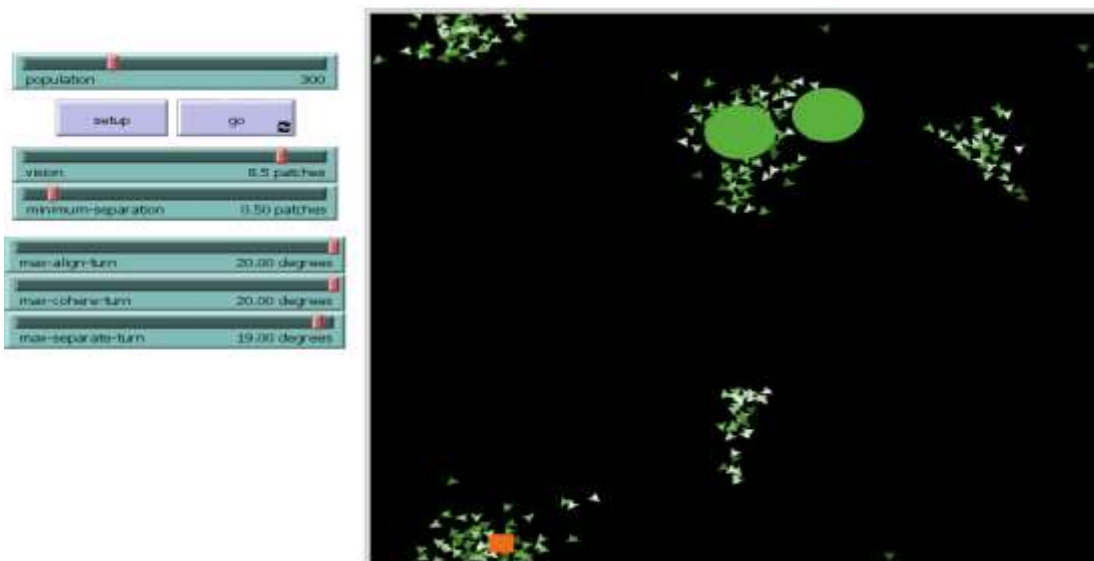 population 300
setup go
vision 8.5 patches
minimum-separation 0.50 patches
max-align-turn 20.00 degrees
max-cohere-turn 20.00 degrees
max-separate-turn 19.00 degrees